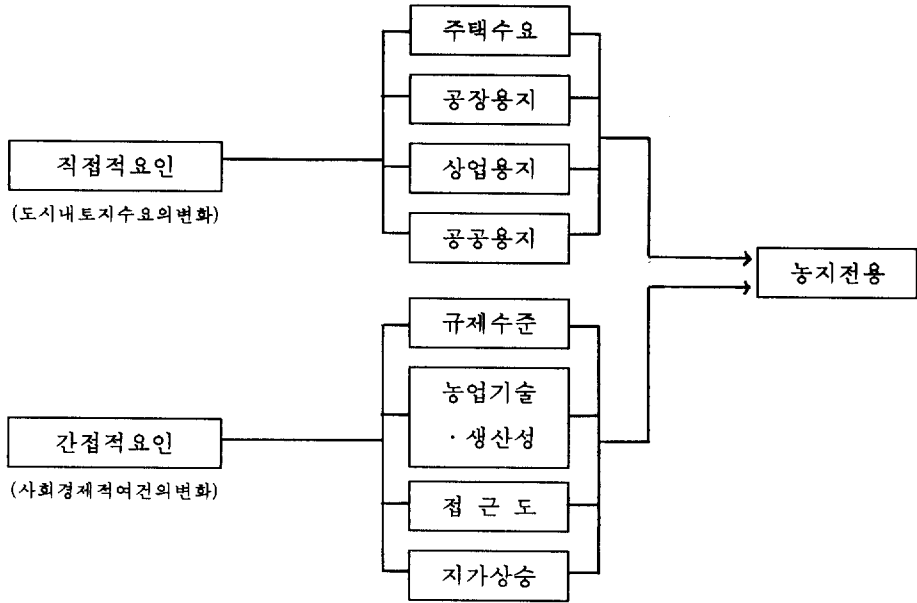 주택수요
공장용지
직접적요인
상업용지
(도시내토지수요의변화)
공공용지
농지전용
규제수준
농업기술
· 생산성
간접적요인
(사회경제적여건의변화)
접 근 도
지가상승